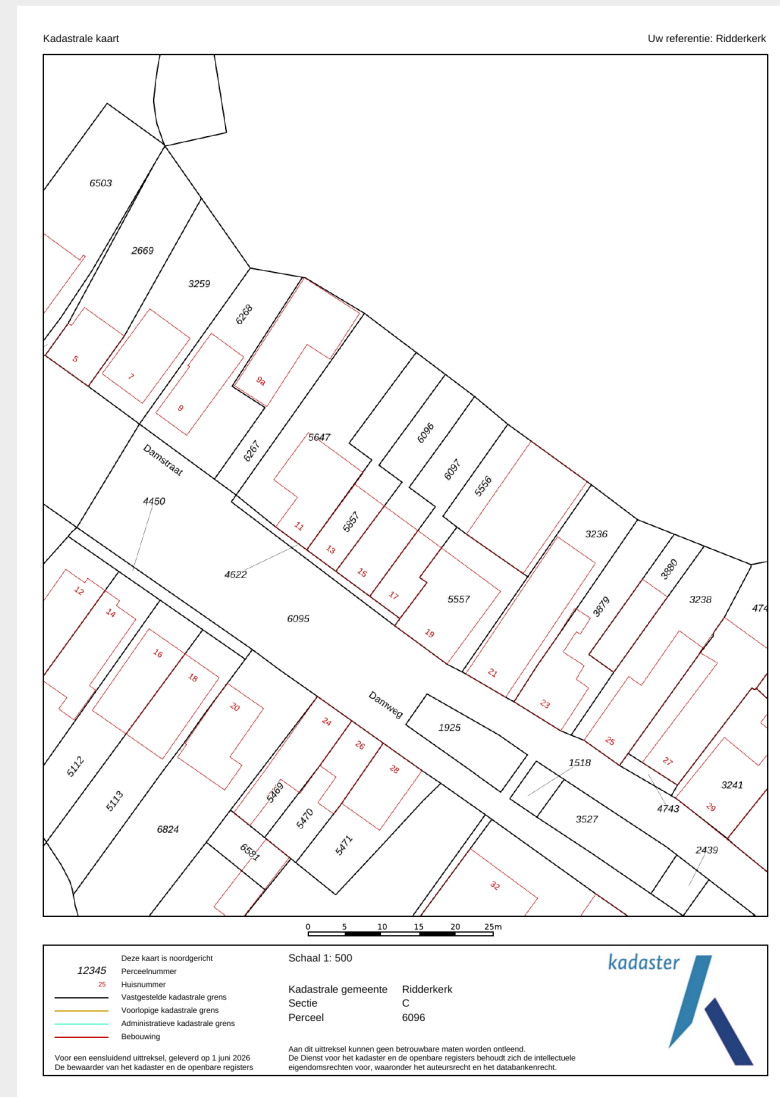 Kadastrale kaart
Uw referentie: Ridderkerk
6503
2669
3259
6268
5
7
9
9a
5647
6267
6096
6097
5556
Damstraat
4450
5857
11
13
15
17
4622
6095
5557
19
3236
3879
3880
3238
474
12
14
16
18
20
21
23
25
27
29
Damweg
24
26
28
1925
1518
3241
4743
3527
2439
5112
5113
6824
5469
5470
5471
6581
32
0 5 10 15 20 25m
12345
25
Deze kaart is noordgericht
Perceelnummer
Huisnummer
Vastgestelde kadastrale grens
Voorlopige kadastrale grens
Administratieve kadastrale grens
Bebouwing
Voor een eensluidend uittreksel, geleverd op 1 juni 2026
De bewaarder van het kadaster en de openbare registers
Schaal 1: 500
Kadastrale gemeente Ridderkerk
Sectie C
Perceel 6096
Aan dit uittreksel kunnen geen betrouwbare maten worden ontleend.
De Dienst voor het kadaster en de openbare registers behoudt zich de intellectuele
eigendomsrechten voor, waaronder het auteursrecht en het databankenrecht.
kadaster